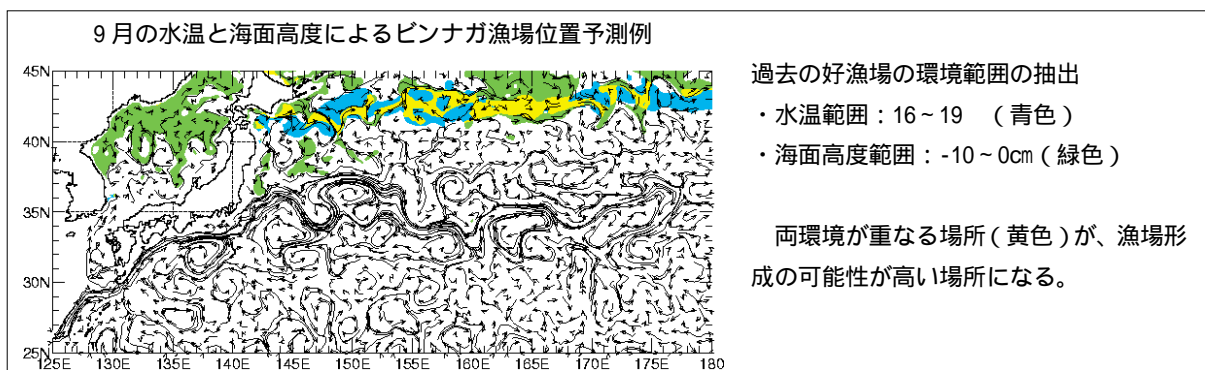 9月の水温と海面高度によるビンナガ漁場位置予測例
45N
40N
35N
30N
25N
125E 130E 135E 140E 145E 150E 155E 160E 165E 170E 175E 180
過去の好漁場の環境範囲の抽出
・水温範囲：16~19　（青色）
・海面高度範囲：-10~0㎝（緑色）
両環境が重なる場所（黄色）が、漁場形
成の可能性が高い場所になる。